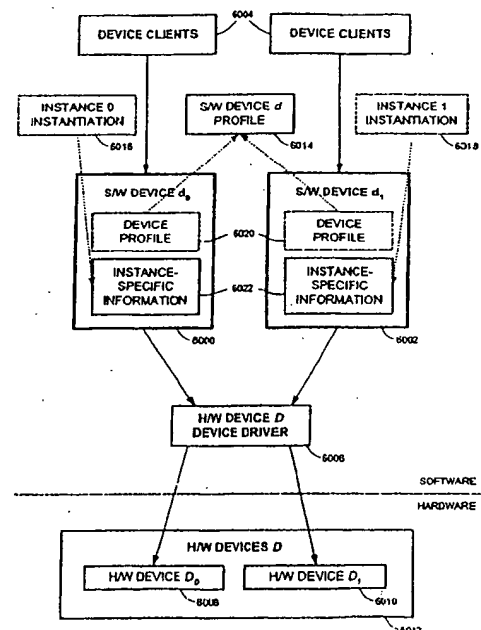 6004
DEVICE CLIENTS
DEVICE CLIENTS
INSTANCE 0
INSTANTIATION
6016
S/W DEVICE d
PROFILE
6014
INSTANCE 1
INSTANTIATION
6018
S/W DEVICE d0
DEVICE
PROFILE
INSTANCE-
SPECIFIC
INFORMATION
6000
6020
6022
S/W DEVICE d1
DEVICE
PROFILE
INSTANCE-
SPECIFIC
INFORMATION
6002
H/W DEVICE D
DEVICE DRIVER
6006
SOFTWARE
HARDWARE
H/W DEVICES D
H/W DEVICE D0
6008
H/W DEVICE D1
6010
6012